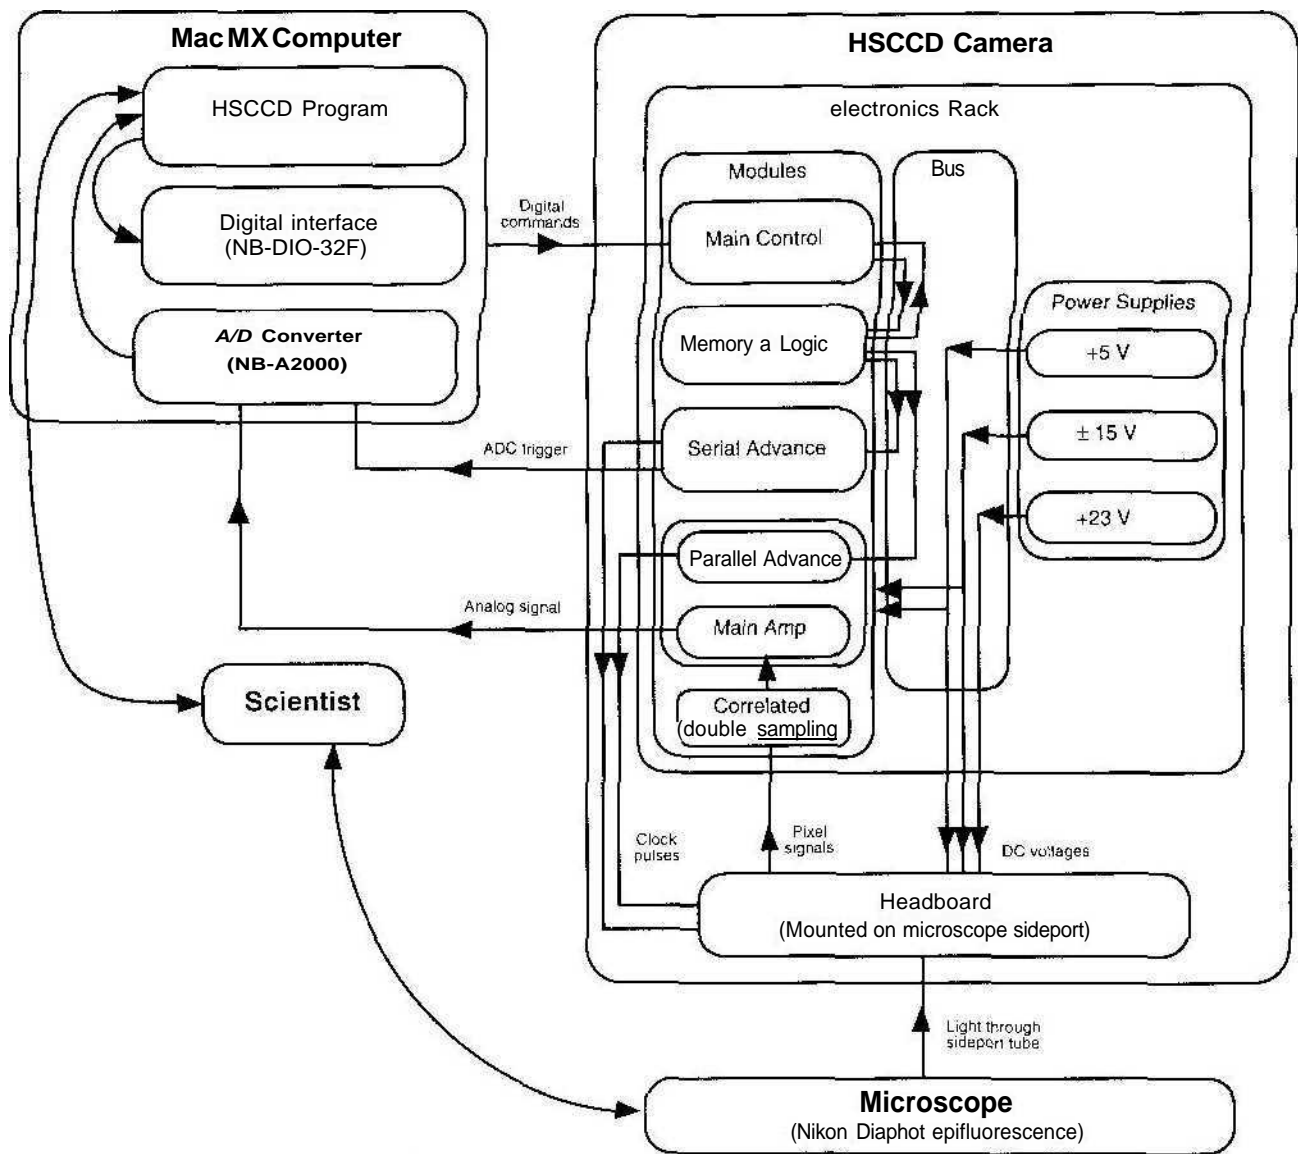 Mac MX Computer
HSCCD Program
Digital interface
(NB-DIO-32F)
A/D Converter
(NB-A2000)
Digital
commands
ADC trigger
Analog signal
Scientist
HSCCD Camera
electronics Rack
Modules
Main Control
Memory a Logic
Serial Advance
Parallel Advance
Main Amp
Correlated
(double sampling
Bus
Power Supplies
+5 V
± 15 V
+23 V
Clock
pulses
Pixel
signals
DC voltages
Headboard
(Mounted on microscope sideport)
Light through
sideport tube
Microscope
(Nikon Diaphot epifluorescence)